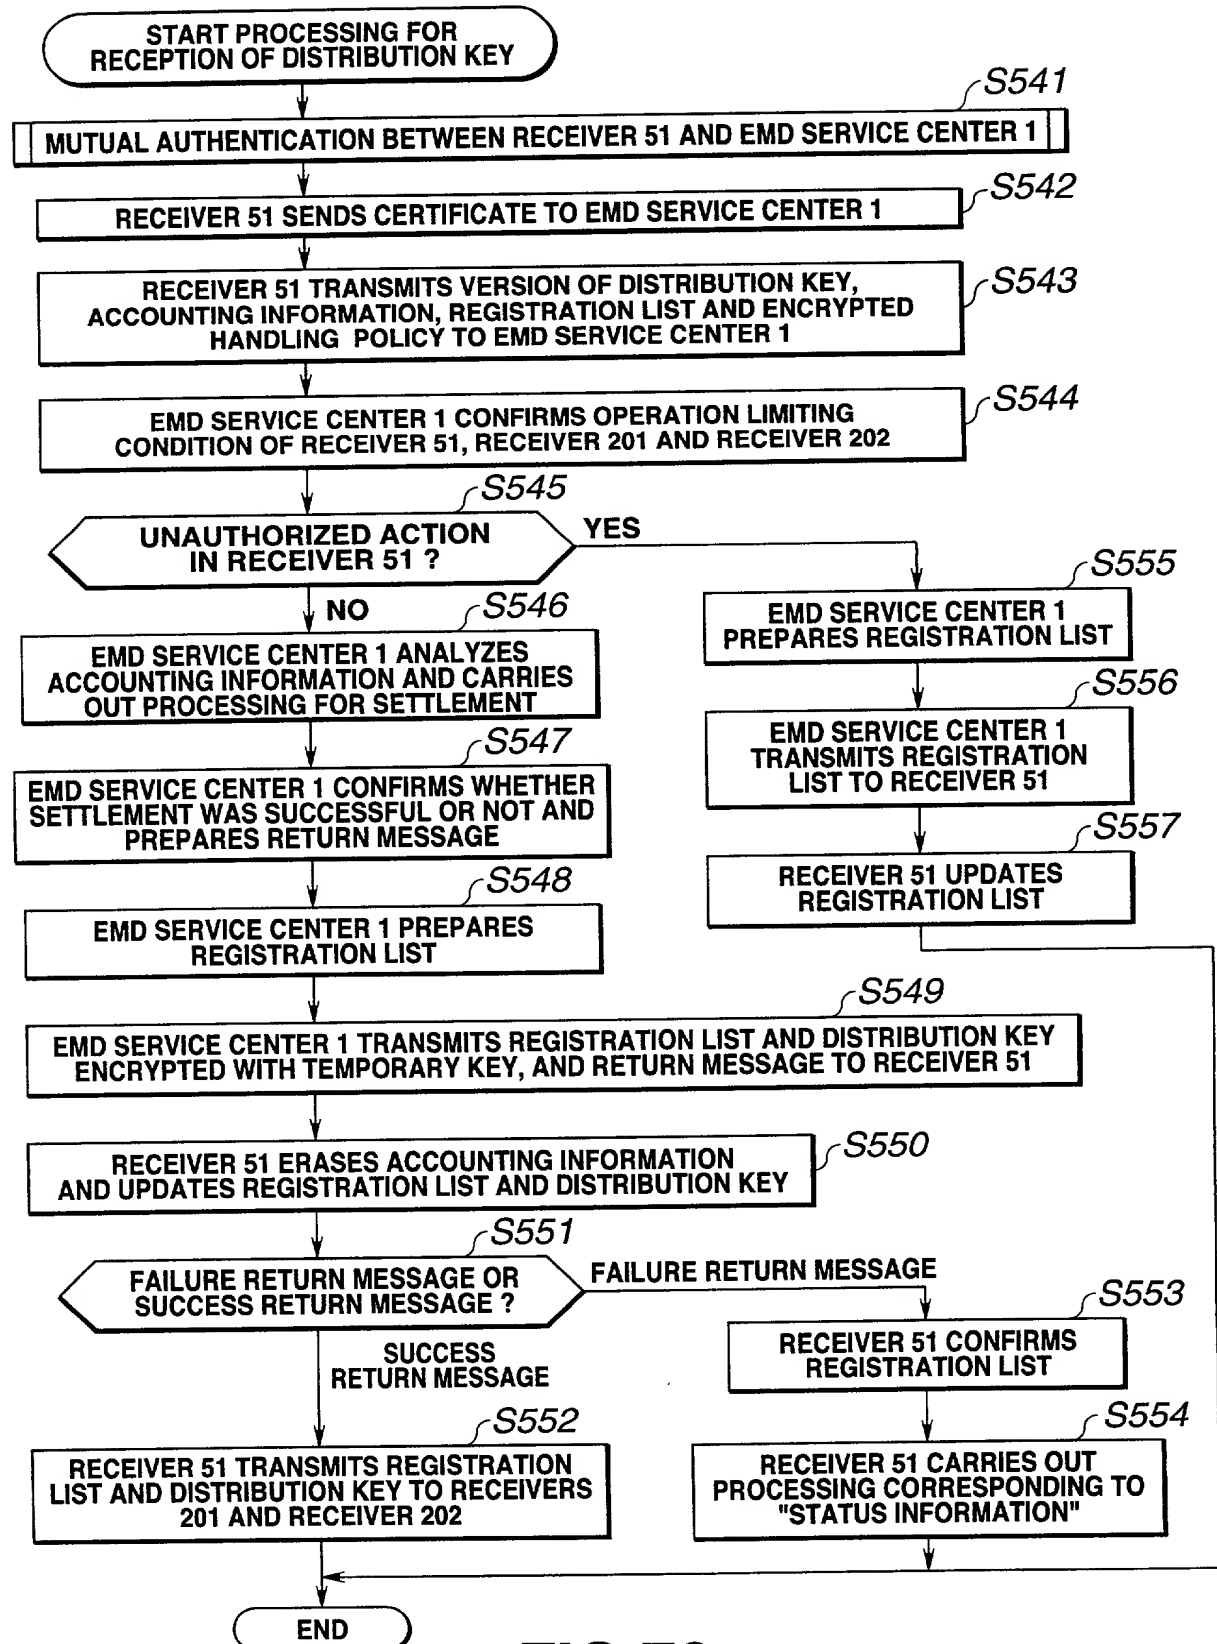 START PROCESSING FOR
RECEPTION OF DISTRIBUTION KEY
S541
MUTUAL AUTHENTICATION BETWEEN RECEIVER 51 AND EMD SERVICE CENTER 1
S542
RECEIVER 51 SENDS CERTIFICATE TO EMD SERVICE CENTER 1
S543
RECEIVER 51 TRANSMITS VERSION OF DISTRIBUTION KEY,
ACCOUNTING INFORMATION, REGISTRATION LIST AND ENCRYPTED
HANDLING POLICY TO EMD SERVICE CENTER 1
S544
EMD SERVICE CENTER 1 CONFIRMS OPERATION LIMITING
CONDITION OF RECEIVER 51, RECEIVER 201 AND RECEIVER 202
S545
UNAUTHORIZED ACTION
IN RECEIVER 51 ?
YES
NO
S555
EMD SERVICE CENTER 1
PREPARES REGISTRATION LIST
S546
EMD SERVICE CENTER 1 ANALYZES
ACCOUNTING INFORMATION AND CARRIES
OUT PROCESSING FOR SETTLEMENT
S556
EMD SERVICE CENTER 1
TRANSMITS REGISTRATION
LIST TO RECEIVER 51
S547
EMD SERVICE CENTER 1 CONFIRMS WHETHER
SETTLEMENT WAS SUCCESSFUL OR NOT AND
PREPARES RETURN MESSAGE
S557
RECEIVER 51 UPDATES
REGISTRATION LIST
S548
EMD SERVICE CENTER 1 PREPARES
REGISTRATION LIST
S549
EMD SERVICE CENTER 1 TRANSMITS REGISTRATION LIST AND DISTRIBUTION KEY
ENCRYPTED WITH TEMPORARY KEY, AND RETURN MESSAGE TO RECEIVER 51
S550
RECEIVER 51 ERASES ACCOUNTING INFORMATION
AND UPDATES REGISTRATION LIST AND DISTRIBUTION KEY
S551
FAILURE RETURN MESSAGE OR
SUCCESS RETURN MESSAGE ?
FAILURE RETURN MESSAGE
SUCCESS
RETURN MESSAGE
S553
RECEIVER 51 CONFIRMS
REGISTRATION LIST
S552
RECEIVER 51 TRANSMITS REGISTRATION
LIST AND DISTRIBUTION KEY TO RECEIVERS
201 AND RECEIVER 202
S554
RECEIVER 51 CARRIES OUT
PROCESSING CORRESPONDING TO
"STATUS INFORMATION"
END